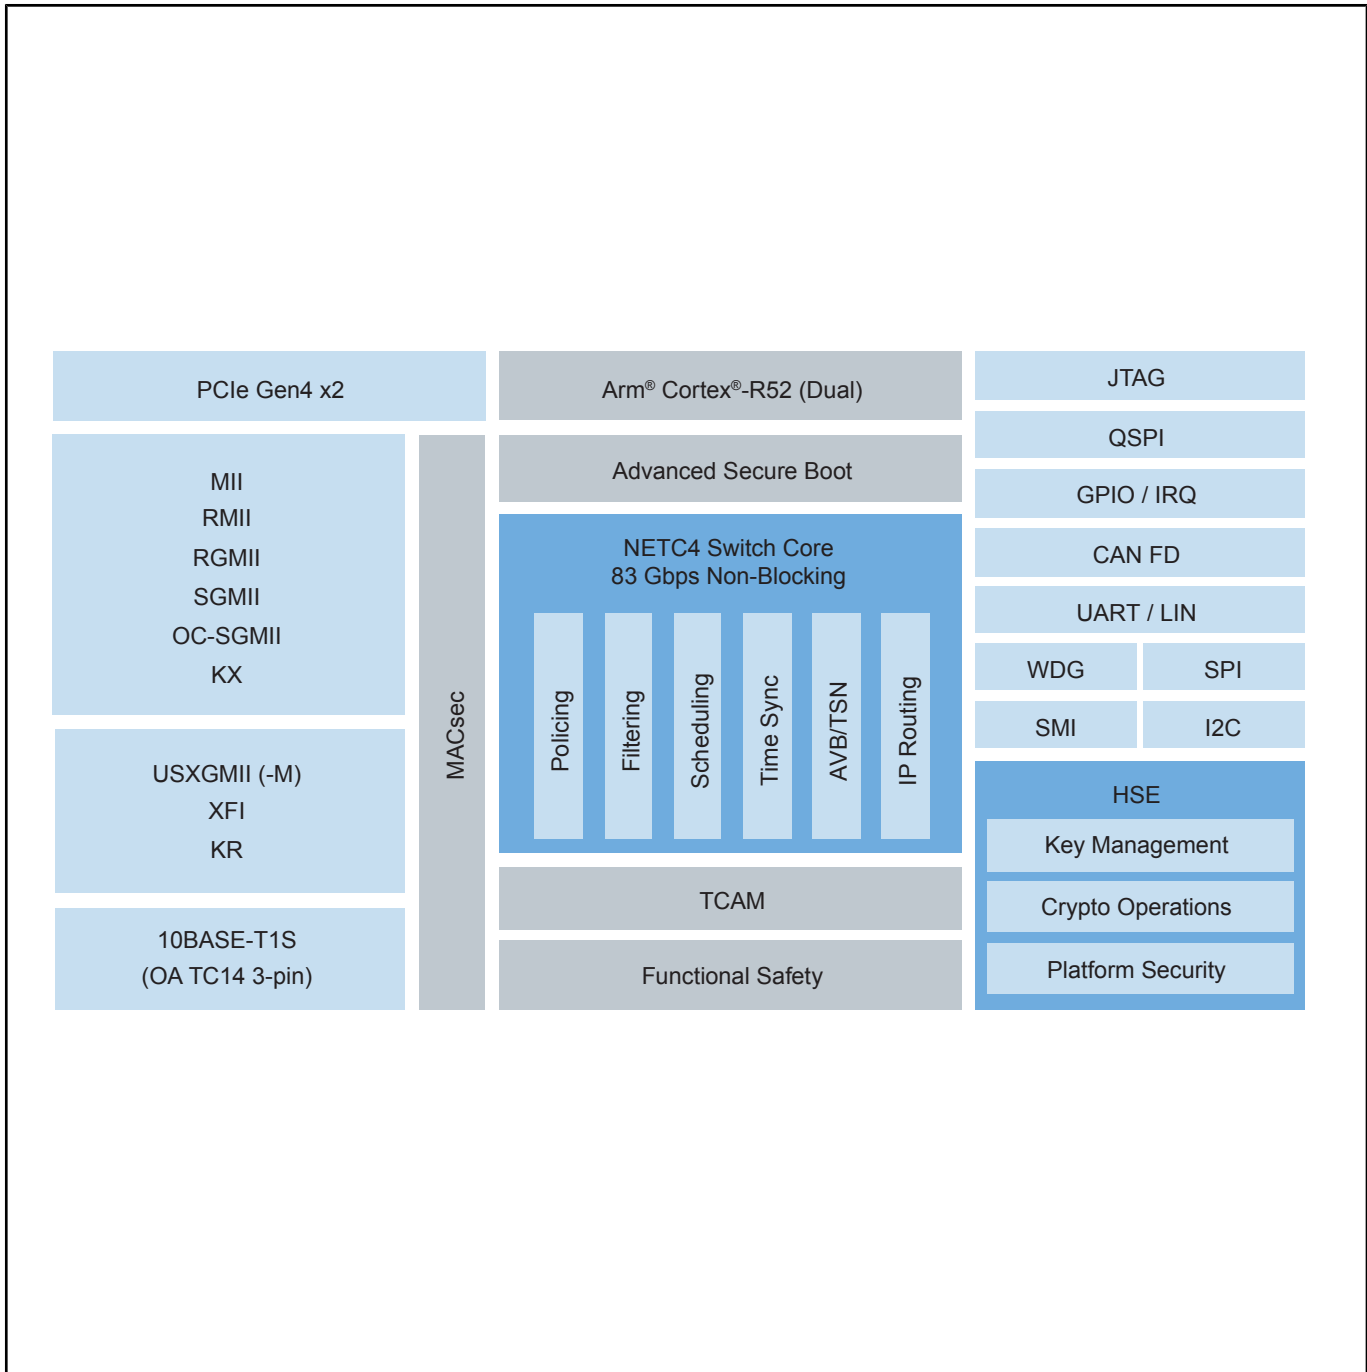 PCIe Gen4 x2
MII
RMII
RGMII
SGMII
OC-SGMII
KX
USXGMII (-M)
XFI
KR
10BASE-T1S
(OA TC14 3-pin)
MACsec
Arm® Cortex®-R52 (Dual)
Advanced Secure Boot
NETC4 Switch Core
83 Gbps Non-Blocking
Policing
Filtering
Scheduling
Time Sync
AVB/TSN
IP Routing
TCAM
Functional Safety
JTAG
QSPI
GPIO / IRQ
CAN FD
UART / LIN
WDG
SPI
SMI
I2C
HSE
Key Management
Crypto Operations
Platform Security